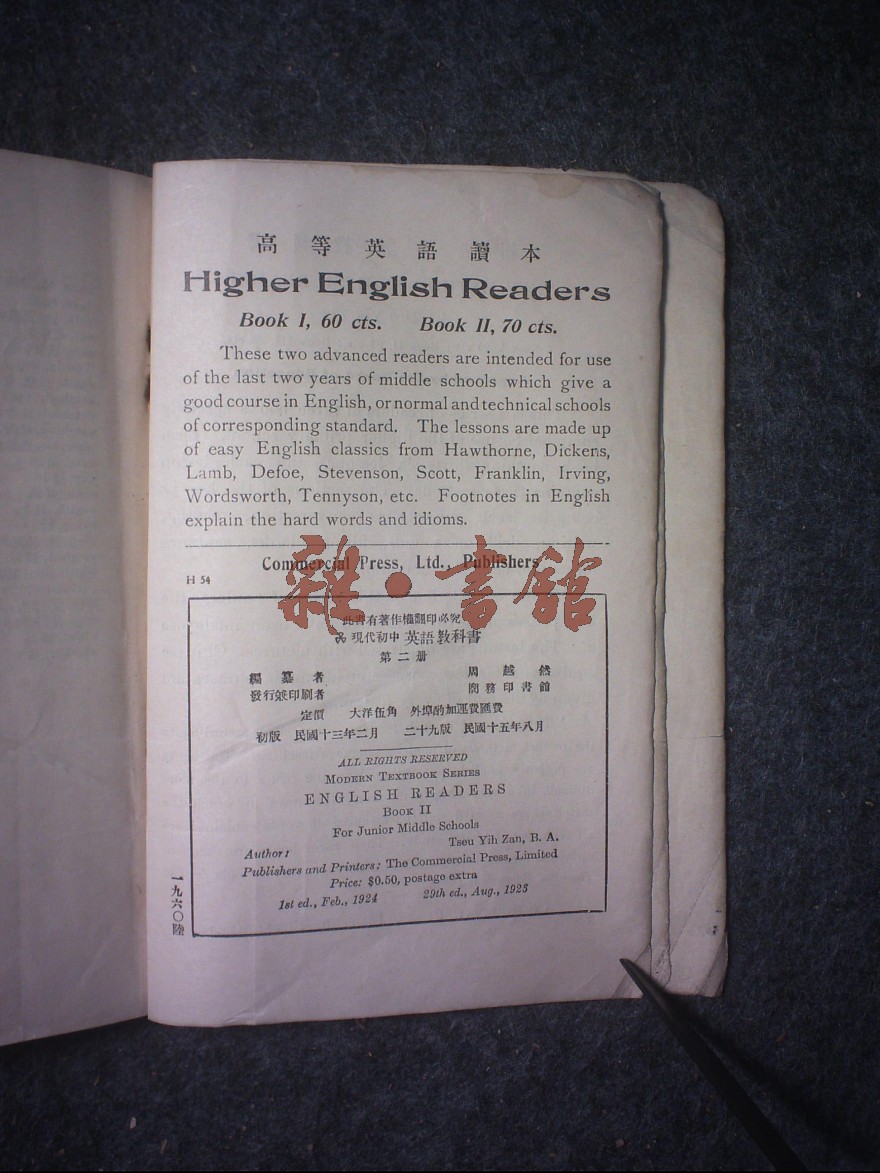 高等英語讀本
Higher English Readers
Book I, 60 cts. Book II, 70 cts.
These two advanced readers are intended for use
of the last two years of middle schools which give a
good course in English, or normal and technical schools
of corresponding standard. The lessons are made up
of easy English classics from Hawthorne, Dickens,
Lamb, Defoe, Stevenson, Scott, Franklin, Irving,
Wordsworth, Tennyson, etc. Footnotes in English
explain the hard words and idioms.
Commercial Press, Ltd., Publishers
雜·書館
H 54
此書有著作權翻印必究
現代初中 英語教科書
第二册
編纂者 周越然
發行兼印刷者 商務印書館
定價 大洋伍角 外埠酌加運費匯費
初版 民國十三年二月 二十九版 民國十五年八月
ALL RIGHTS RESERVED
MODERN TEXTBOOK SERIES
ENGLISH READERS
BOOK II
For Junior Middle Schools
Author: Tseu Yih Zan, B. A.
Publishers and Printers: The Commercial Press, Limited
Price: $0.50, postage extra
1st ed., Feb., 1924 29th ed., Aug., 1926
一九六〇陸